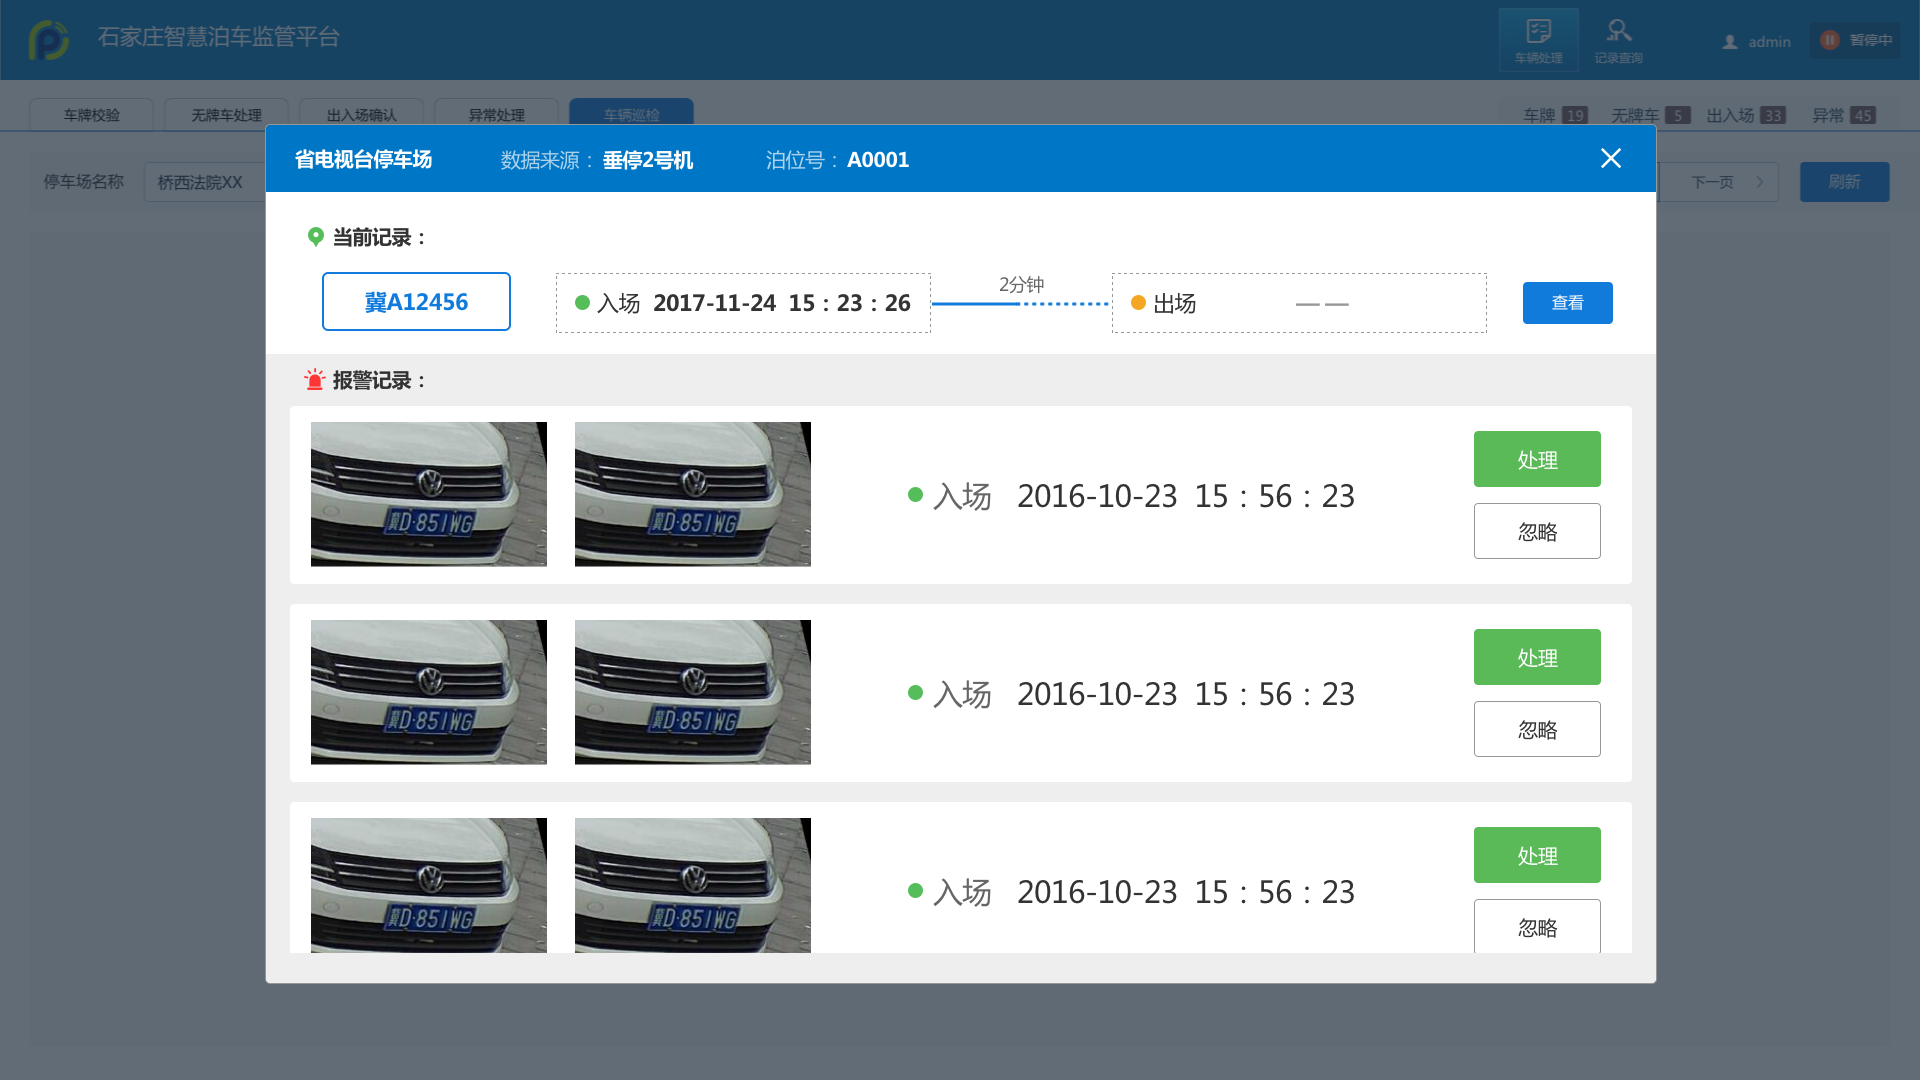 石家庄智慧泊车监管平台
车辆处理
记录查询
admin
暂停中
车牌校验
无牌车处理
出入场确认
异常处理
车辆巡检
车牌 19
无牌车 5
出入场 33
异常 45
停车场名称
桥西法院XX
下一页
刷新
省电视台停车场
数据来源：垂停2号机
泊位号：A0001
当前记录：
冀A12456
入场 2017-11-24 15：23：26
2分钟
出场 — —
查看
报警记录：
冀D·851WG
冀D·851WG
入场 2016-10-23 15：56：23
处理
忽略
冀D·851WG
冀D·851WG
入场 2016-10-23 15：56：23
处理
忽略
冀D·851WG
冀D·851WG
入场 2016-10-23 15：56：23
处理
忽略